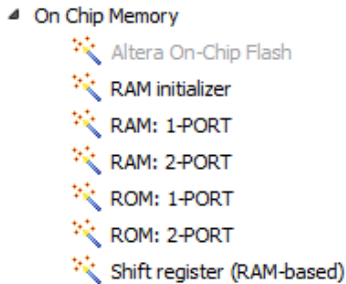 On Chip Memory
Altera On-Chip Flash
RAM initializer
RAM: 1-PORT
RAM: 2-PORT
ROM: 1-PORT
ROM: 2-PORT
Shift register (RAM-based)